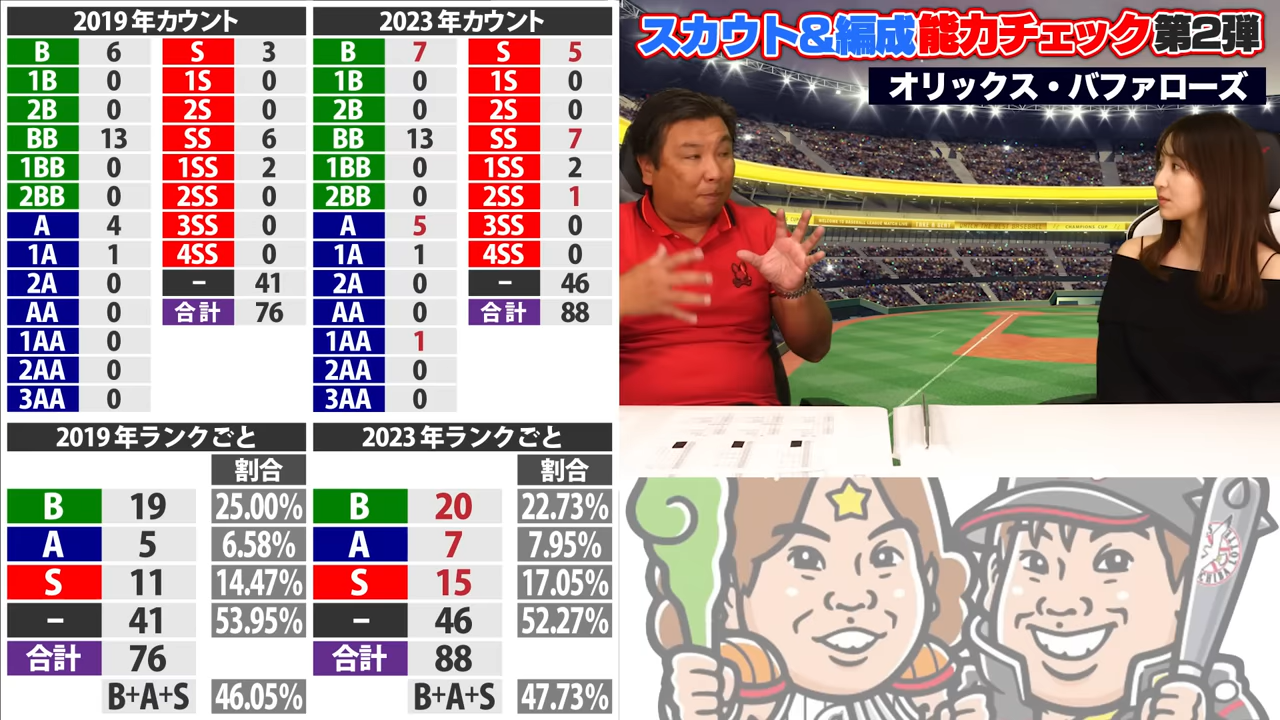 2019年カウント
B 6 S 3
1B 0 1S 0
2B 0 2S 0
BB 13 SS 6
1BB 0 1SS 2
2BB 0 2SS 0
A 4 3SS 0
1A 1 4SS 0
2A 0 − 41
AA 0 合計 76
1AA 0
2AA 0
3AA 0
2023年カウント
B 7 S 5
1B 0 1S 0
2B 0 2S 0
BB 13 SS 7
1BB 0 1SS 2
2BB 0 2SS 1
A 5 3SS 0
1A 1 4SS 0
2A 0 − 46
AA 0 合計 88
1AA 1
2AA 0
3AA 0
2019年ランクごと
割合
B 19 25.00%
A 5 6.58%
S 11 14.47%
− 41 53.95%
合計 76
B+A+S 46.05%
2023年ランクごと
割合
B 20 22.73%
A 7 7.95%
S 15 17.05%
− 46 52.27%
合計 88
B+A+S 47.73%
スカウト&編成能力チェック第2弾
オリックス・バファローズ
CHAMPIONS CUP